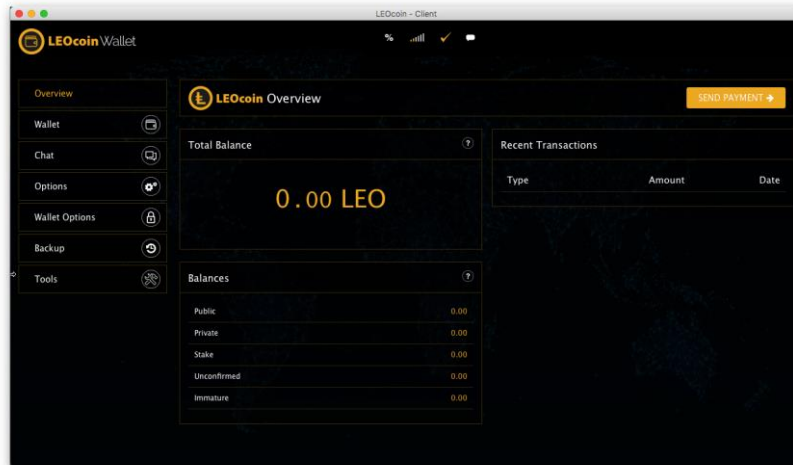 LEOcoin - Client
LEOcoin Wallet
%
Overview
Wallet
Chat
Options
Wallet Options
Backup
Tools
LEOcoin Overview
SEND PAYMENT →
Total Balance ?
0.00 LEO
Balances ?
Public 0.00
Private 0.00
Stake 0.00
Unconfirmed 0.00
Immature 0.00
Recent Transactions
Type Amount Date